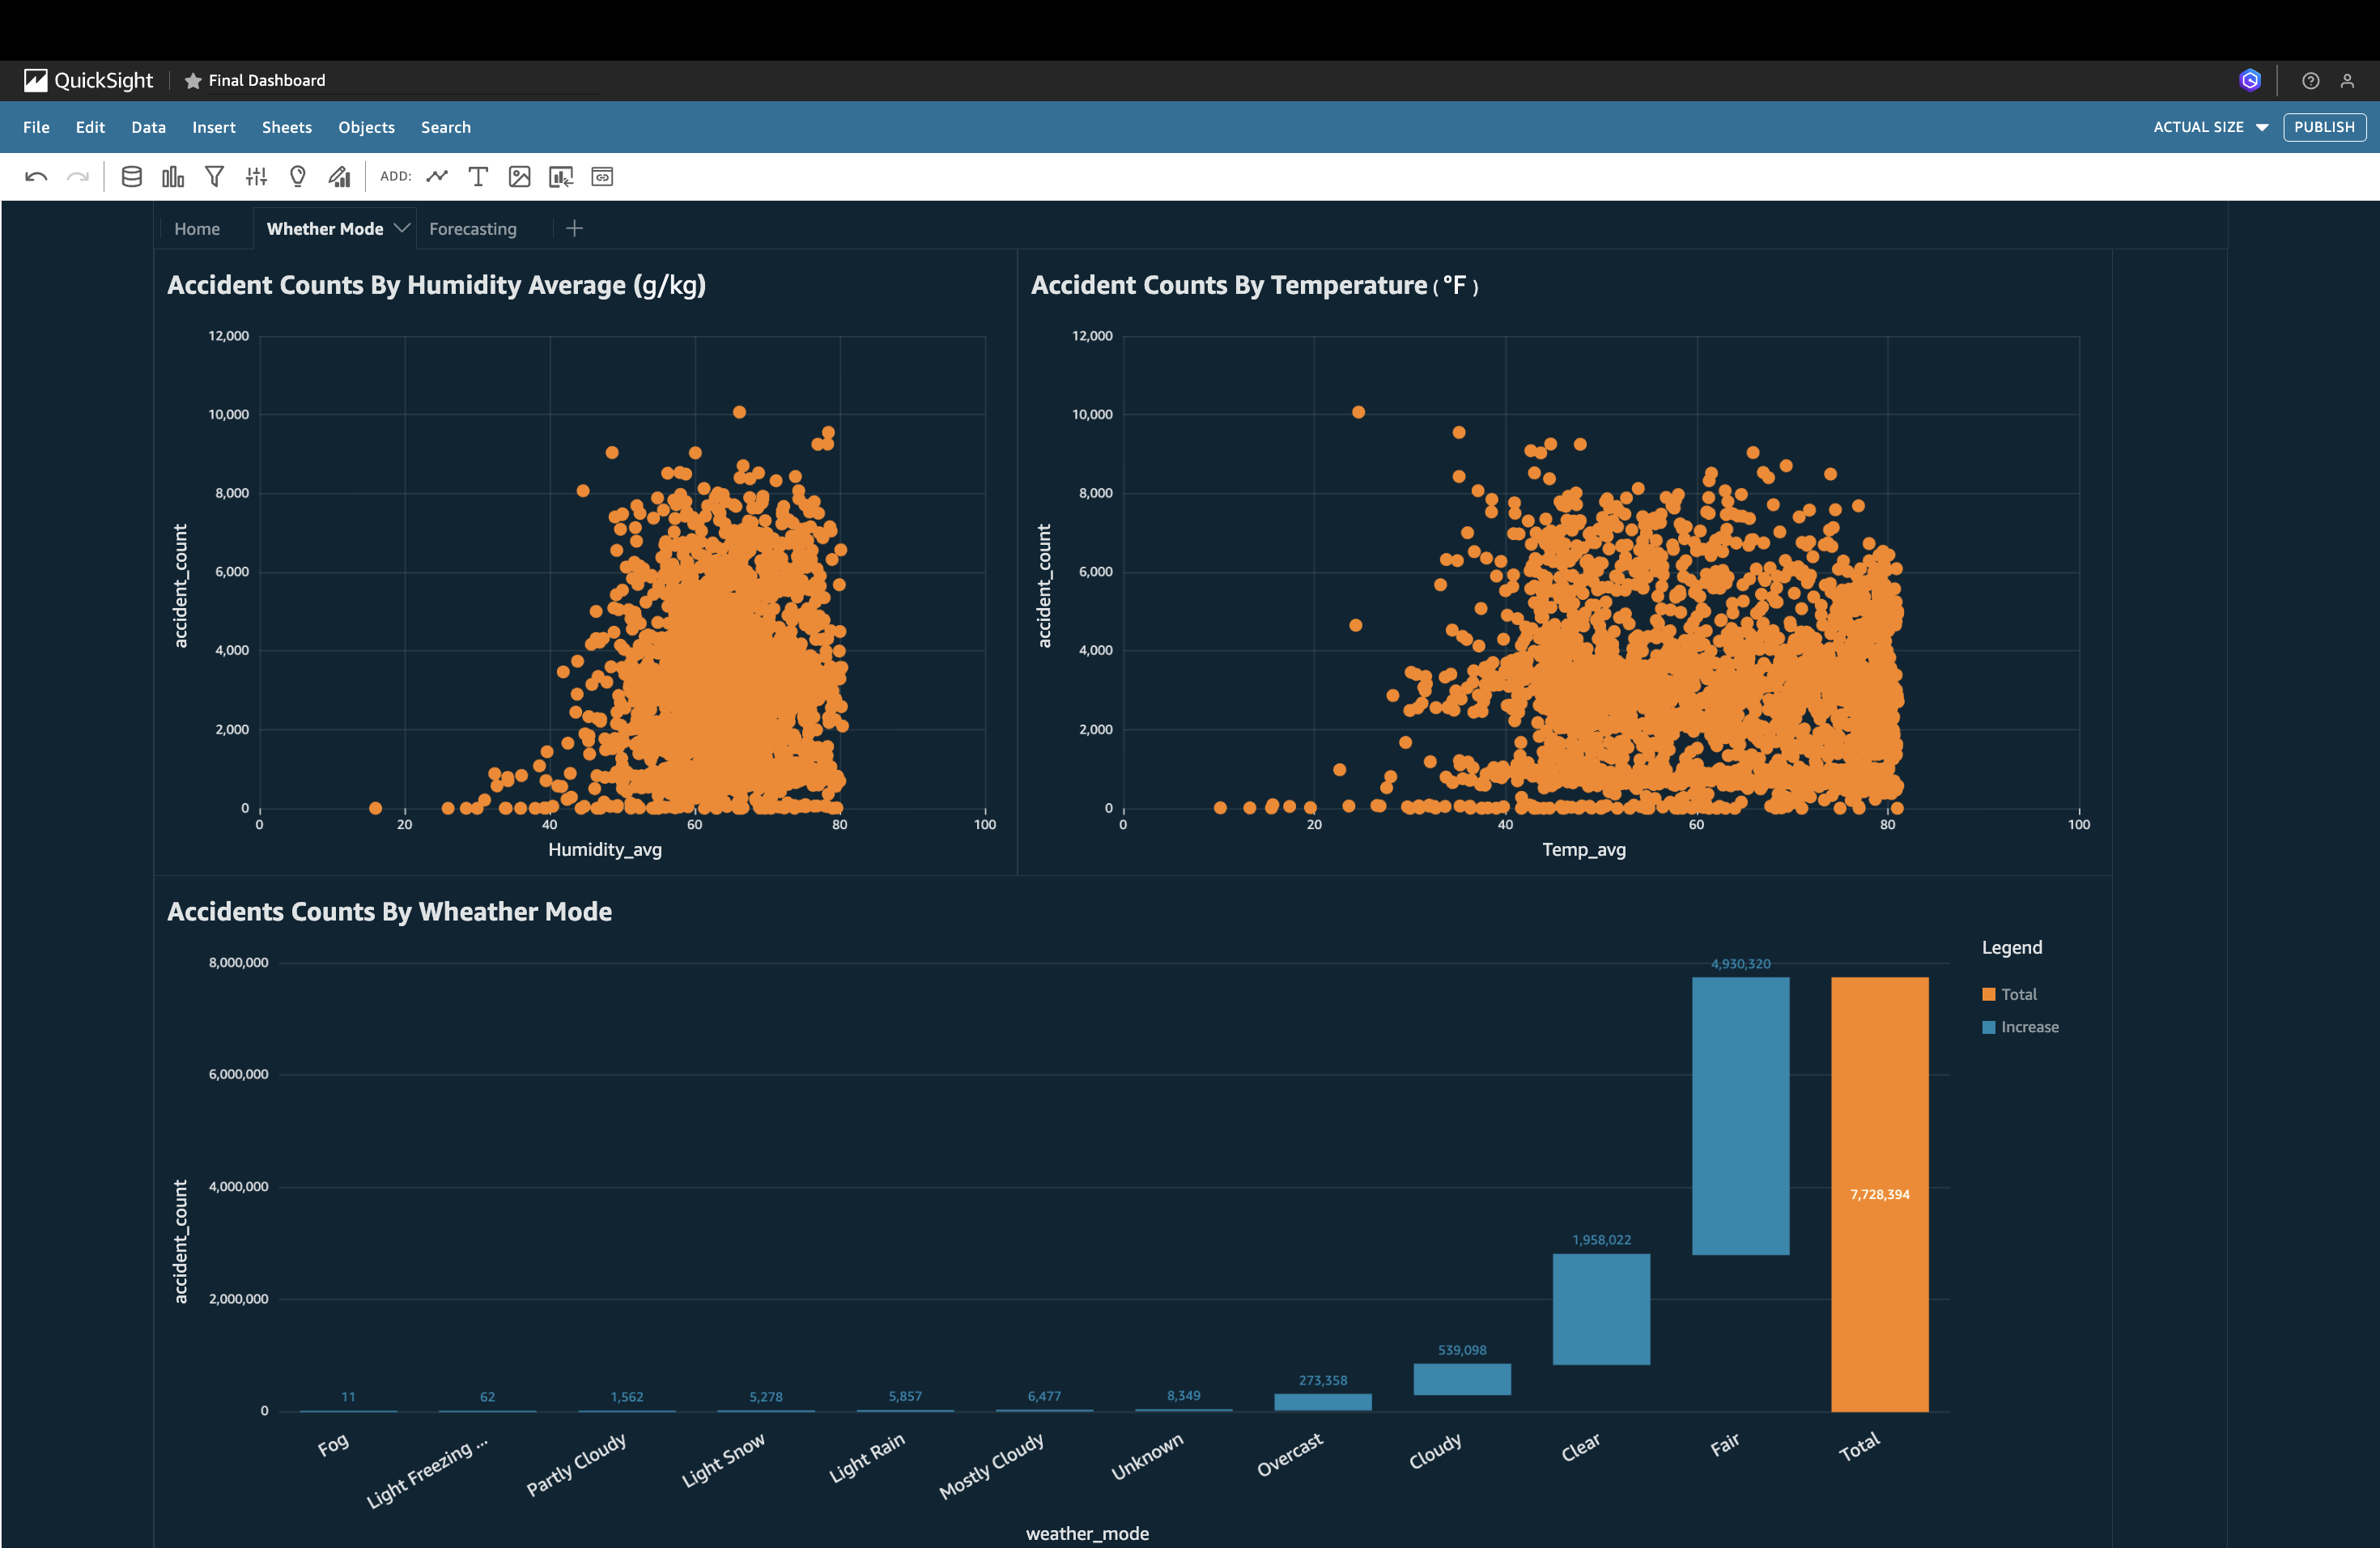 QuickSight Final Dashboard
File Edit Data Insert Sheets Objects Search ACTUAL SIZE PUBLISH
ADD:
Home Whether Mode Forecasting
Accident Counts By Humidity Average (g/kg)
12,000
10,000
8,000
6,000
4,000
2,000
0
accident_count
0 20 40 60 80 100
Humidity_avg
Accident Counts By Temperature ( °F )
12,000
10,000
8,000
6,000
4,000
2,000
0
accident_count
0 20 40 60 80 100
Temp_avg
Accidents Counts By Wheather Mode
8,000,000
6,000,000
4,000,000
2,000,000
0
accident_count
11 62 1,562 5,278 5,857 6,477 8,349 273,358 539,098 1,958,022 4,930,320 7,728,394
Fog Light Freezing ... Partly Cloudy Light Snow Light Rain Mostly Cloudy Unknown Overcast Cloudy Clear Fair Total
weather_mode
Legend
Total
Increase